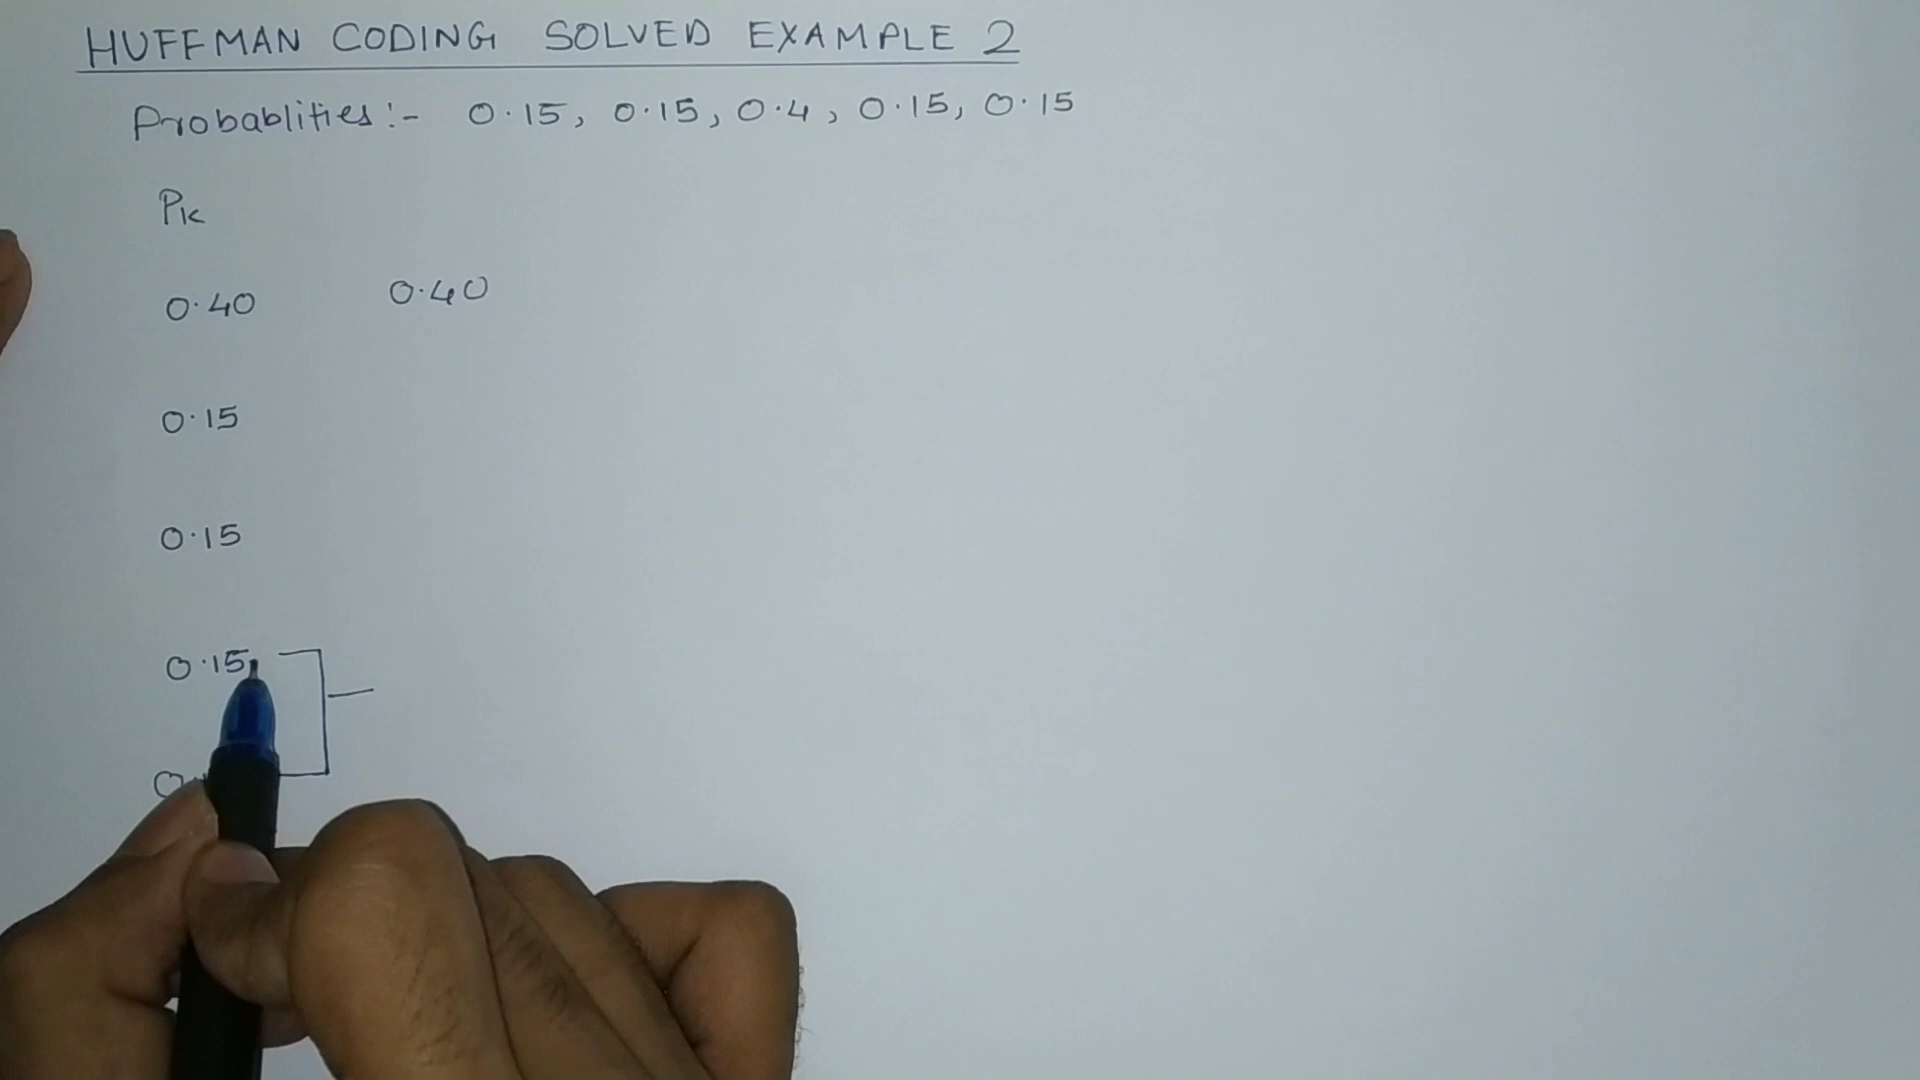 HUFFMAN CODING SOLVED EXAMPLE 2
Probablities:- 0.15, 0.15, 0.4, 0.15, 0.15
Pk
0.40 0.40
0.15
0.15
0.15